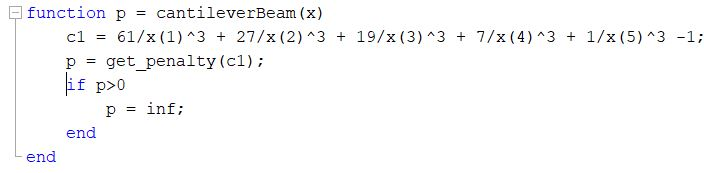 function p = cantileverBeam(x)
    c1 = 61/x(1)^3 + 27/x(2)^3 + 19/x(3)^3 + 7/x(4)^3 + 1/x(5)^3 -1;
    p = get_penalty(c1);
    if p>0
        p = inf;
    end
end